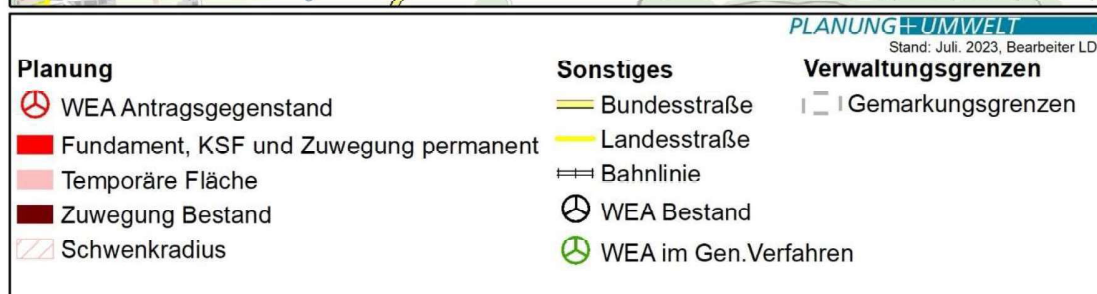 PLANUNG+UMWELT
Stand: Juli. 2023, Bearbeiter LD
Planung
WEA Antragsgegenstand
Fundament, KSF und Zuwegung permanent
Temporäre Fläche
Zuwegung Bestand
Schwenkradius
Sonstiges
Bundesstraße
Landesstraße
Bahnlinie
WEA Bestand
WEA im Gen.Verfahren
Verwaltungsgrenzen
Gemarkungsgrenzen